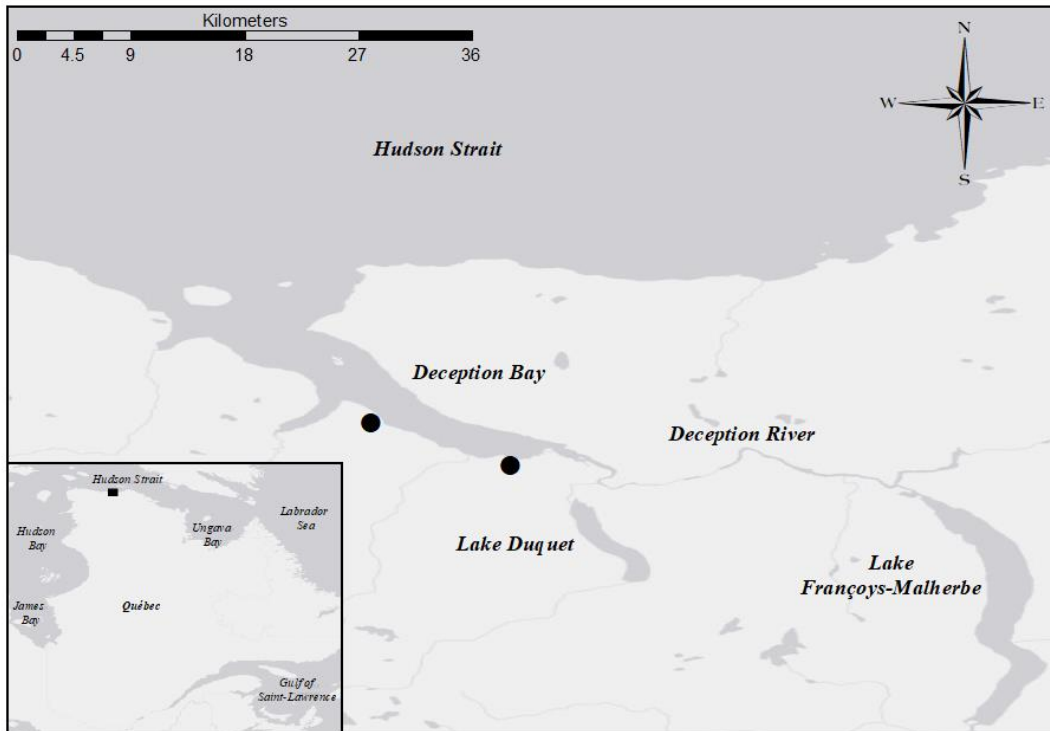 Kilometers
0 4.5 9 18 27 36
N
W E
S
Hudson Strait
Deception Bay
Deception River
Lake Duquet
Lake
Françoys-Malherbe
Hudson Strait
Labrador
Sea
Hudson
Bay
Ungava
Bay
James
Bay
Québec
Gulf of
Saint-Lawrence